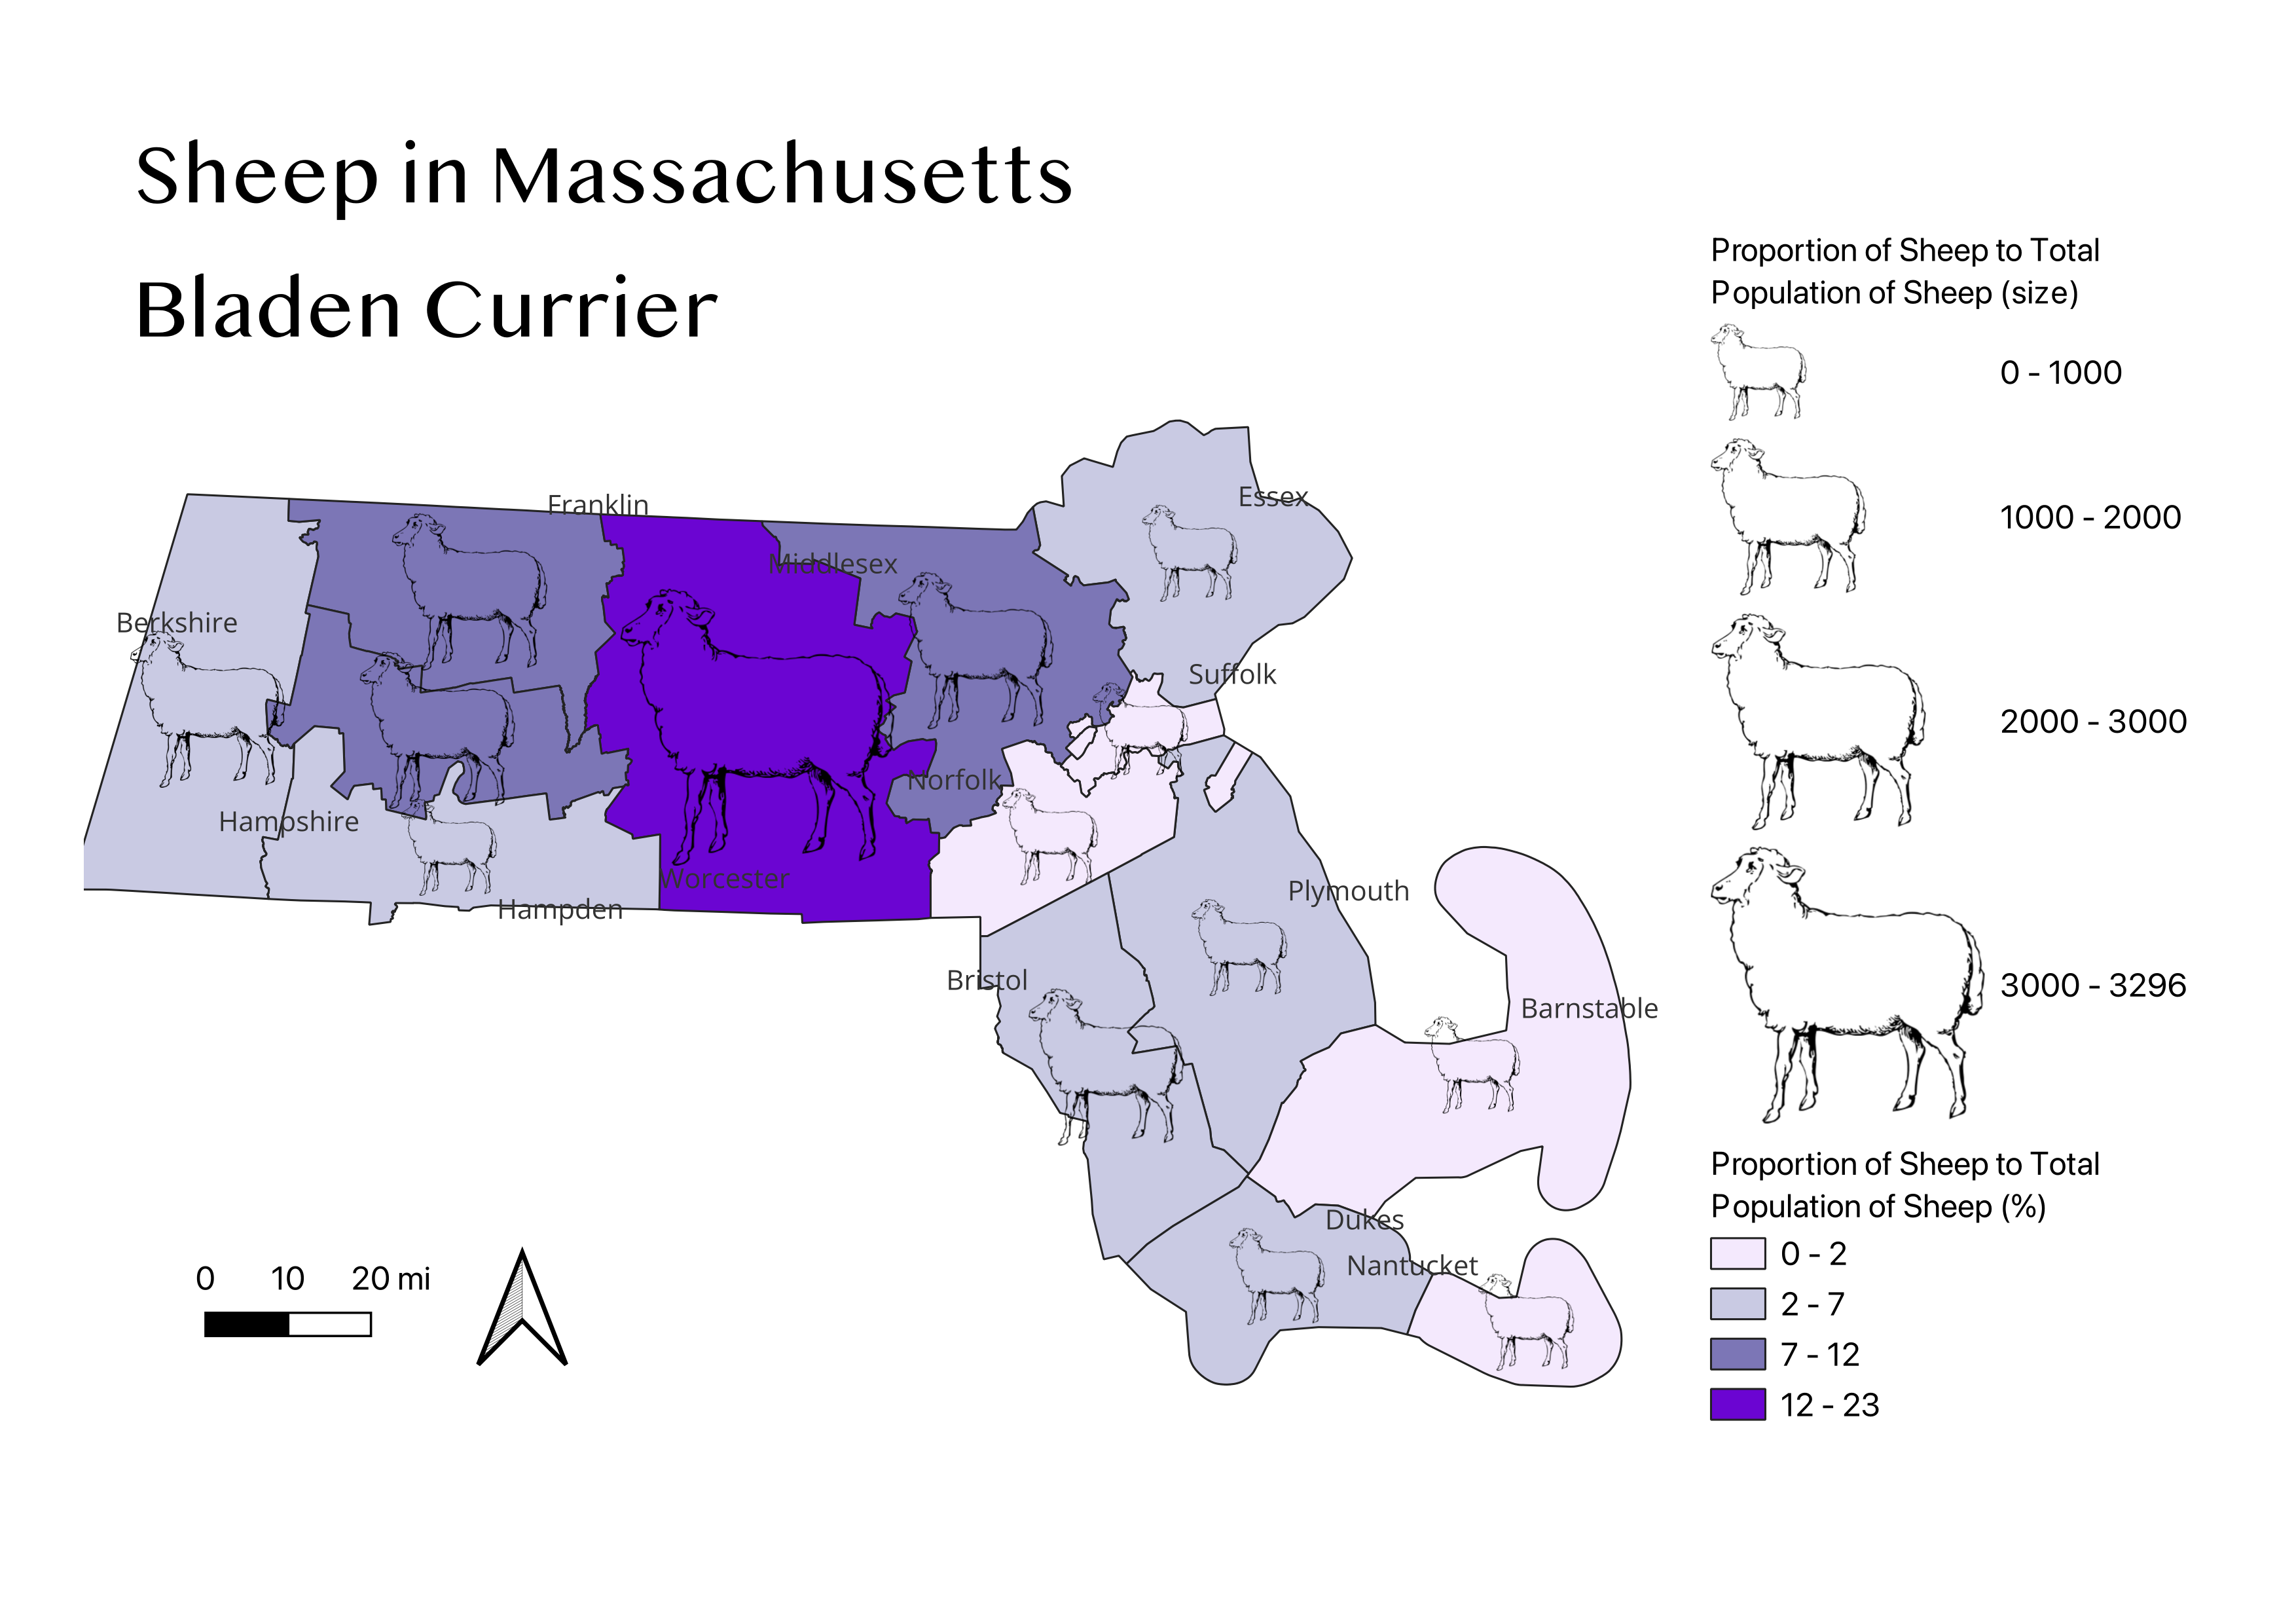 Sheep in Massachusetts
Bladen Currier
Proportion of Sheep to Total
Population of Sheep (size)
0 - 1000
1000 - 2000
2000 - 3000
3000 - 3296
Proportion of Sheep to Total
Population of Sheep (%)
0 - 2
2 - 7
7 - 12
12 - 23
Essex
Franklin
Middlesex
Berkshire
Suffolk
Norfolk
Hampshire
Worcester
Plymouth
Hampden
Bristol
Barnstable
Dukes
Nantucket
0 10 20 mi